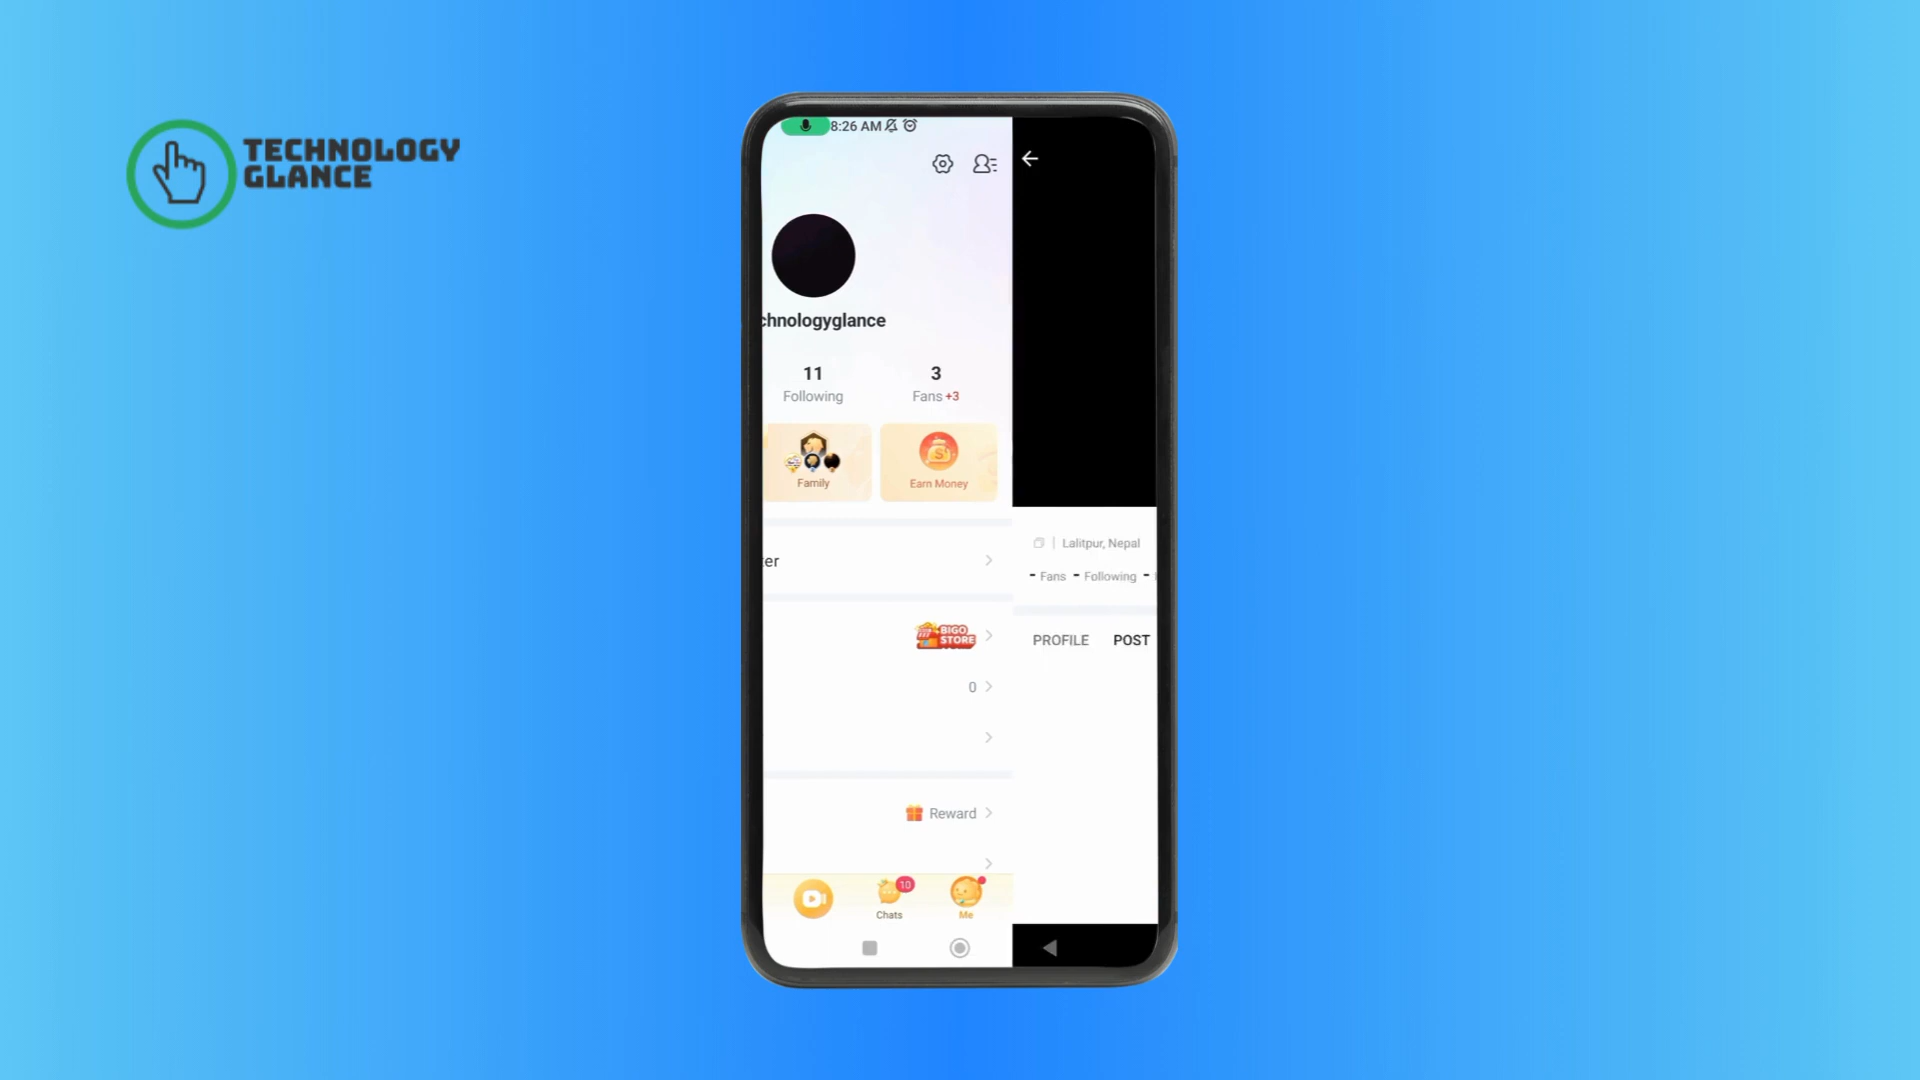 TECHNOLOGY
GLANCE
8:26 AM
chnologyglance
11
Following
3
Fans +3
Family
Earn Money
Lalitpur, Nepal
- Fans - Following -
er
PROFILE POST
BIGO
STORE
0
Reward
10
Chats
Me